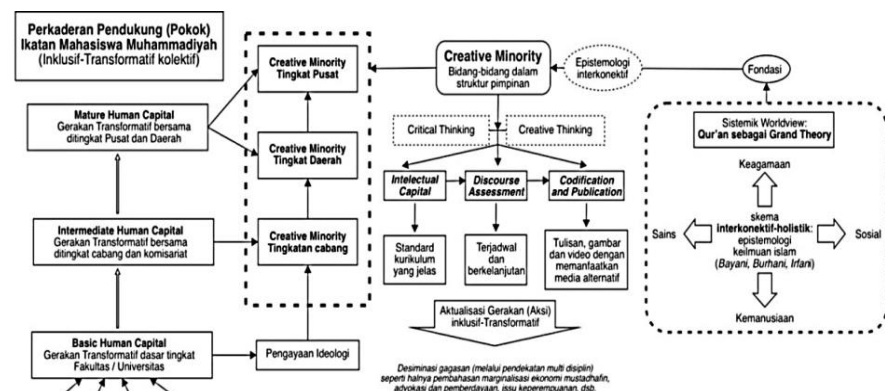 Perkaderan Pendukung (Pokok)
Ikatan Mahasiswa Muhammadiyah
(Inklusif-Transformatif kolektif)
Mature Human Capital
Gerakan Transformatif bersama
ditingkat Pusat dan Daerah
Intermediate Human Capital
Gerakan Transformatif bersama
ditingkat cabang dan komisariat
Basic Human Capital
Gerakan Transformatif dasar tingkat
Fakultas / Universitas
Creative Minority
Tingkat Pusat
Creative Minority
Tingkat Daerah
Creative Minority
Tingkatan cabang
Pengayaan Ideologi
Creative Minority
Bidang-bidang dalam
struktur pimpinan
Epistemologi
interkonektif
Fondasi
Critical Thinking
Creative Thinking
Intelectual
Capital
Discourse
Assessment
Codification
and Publication
Standard
kurikulum
yang jelas
Terjadwal
dan
berkelanjutan
Tulisan, gambar
dan video dengan
memanfaatkan
media alternatif
Aktualisasi Gerakan (Aksi)
inklusif-Transformatif
Desiminasi gagasan (melalui pendekatan multi disiplin)
seperti halnya pembahasan marginalisasi ekonomi mustadhafin,
advokasi dan pemberdayaan, issu keperempuanan, dsb.
Sistemik Worldview:
Qur'an sebagai Grand Theory
Keagamaan
Sains
skema
interkonektif-holistik:
epistemologi
keilmuan islam
(Bayani, Burhani, Irfani)
Sosial
Kemanusiaan